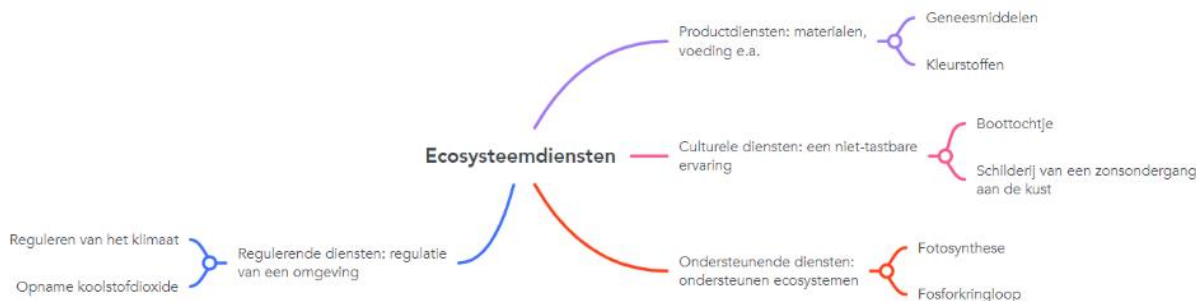 Ecosysteemdiensten
Productdiensten: materialen,
voeding e.a.
Geneesmiddelen
Kleurstoffen
Culturele diensten: een niet-tastbare
ervaring
Boottochtje
Schilderij van een zonsondergang
aan de kust
Ondersteunende diensten:
ondersteunen ecosystemen
Fotosynthese
Fosforkringloop
Regulerende diensten: regulatie
van een omgeving
Reguleren van het klimaat
Opname koolstofdioxide